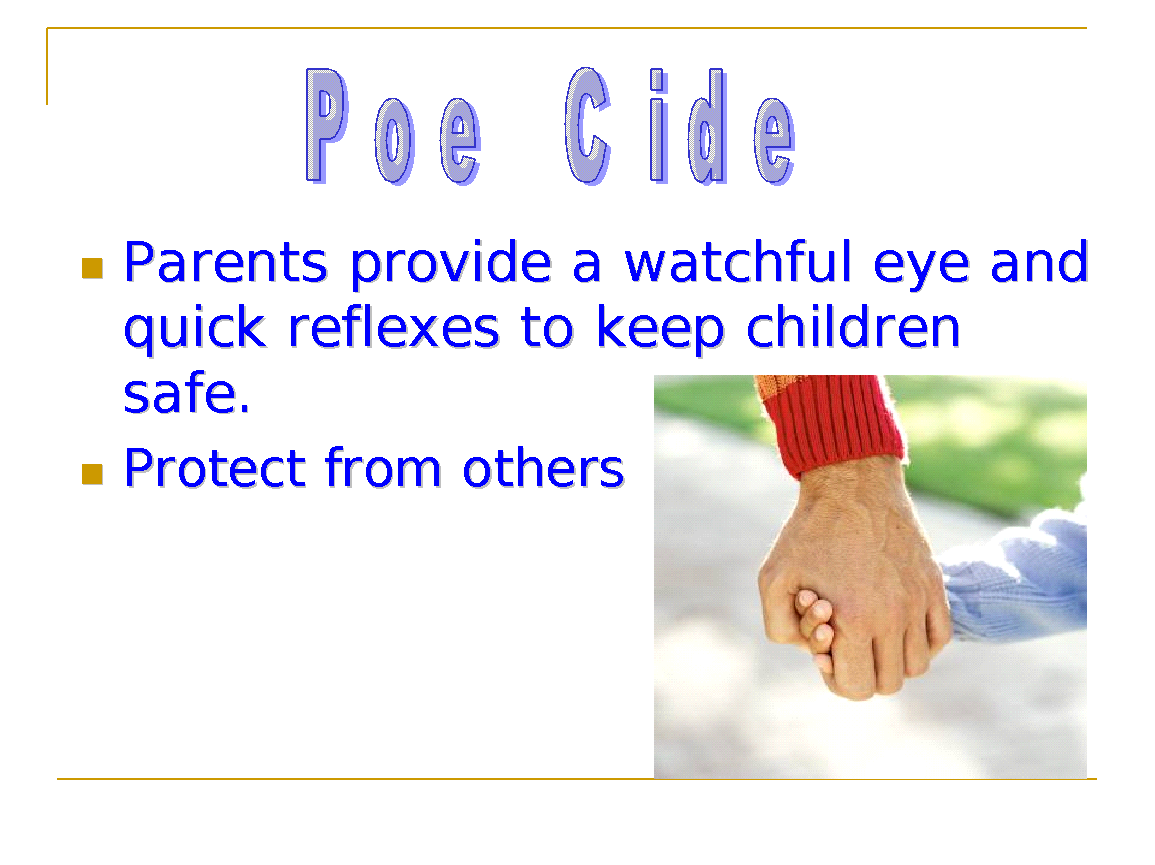 Poe Cide
Parents provide a watchful eye and
quick reflexes to keep children
safe.
Protect from others